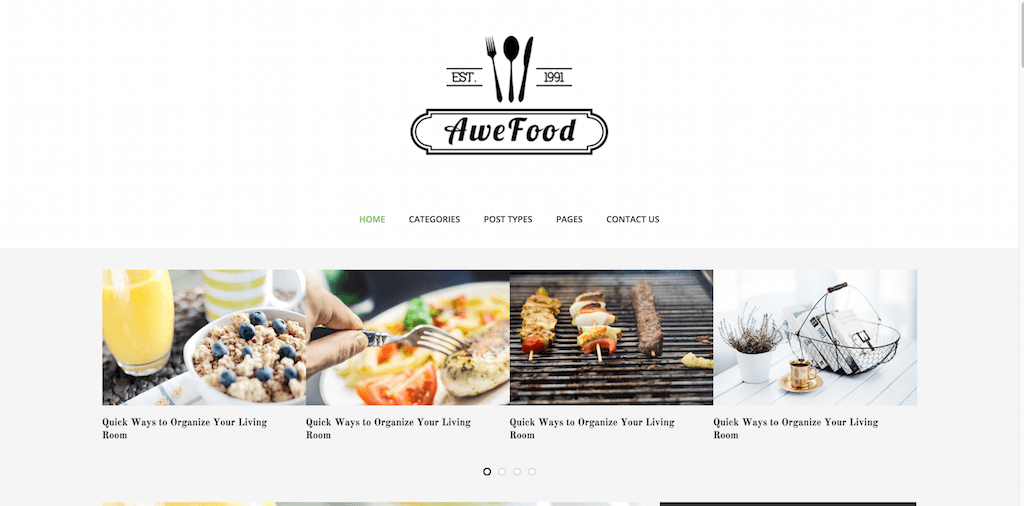 EST. 1991
AweFood
HOME CATEGORIES POST TYPES PAGES CONTACT US
Quick Ways to Organize Your Living
Room
Quick Ways to Organize Your Living
Room
Quick Ways to Organize Your Living
Room
Quick Ways to Organize Your Living
Room